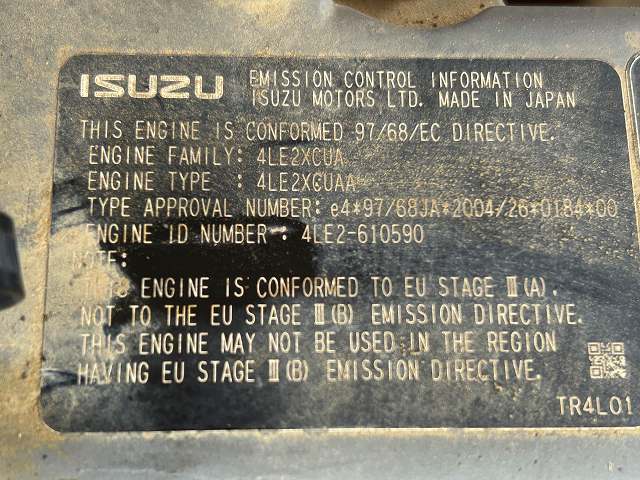 ISUZU EMISSION CONTROL INFORMATION
ISUZU MOTORS LTD. MADE IN JAPAN
THIS ENGINE IS CONFORMED 97/68/EC DIRECTIVE.
ENGINE FAMILY: 4LE2XCUA
ENGINE TYPE : 4LE2XCUAA
TYPE APPROVAL NUMBER: e4*97/68JA*2004/26*0184*00
ENGINE ID NUMBER : 4LE2-610590
NOTE:
THIS ENGINE IS CONFORMED TO EU STAGE Ⅲ(A).
NOT TO THE EU STAGE Ⅲ(B) EMISSION DIRECTIVE.
THIS ENGINE MAY NOT BE USED IN THE REGION
HAVING EU STAGE Ⅲ(B) EMISSION DIRECTIVE.
TR4L01